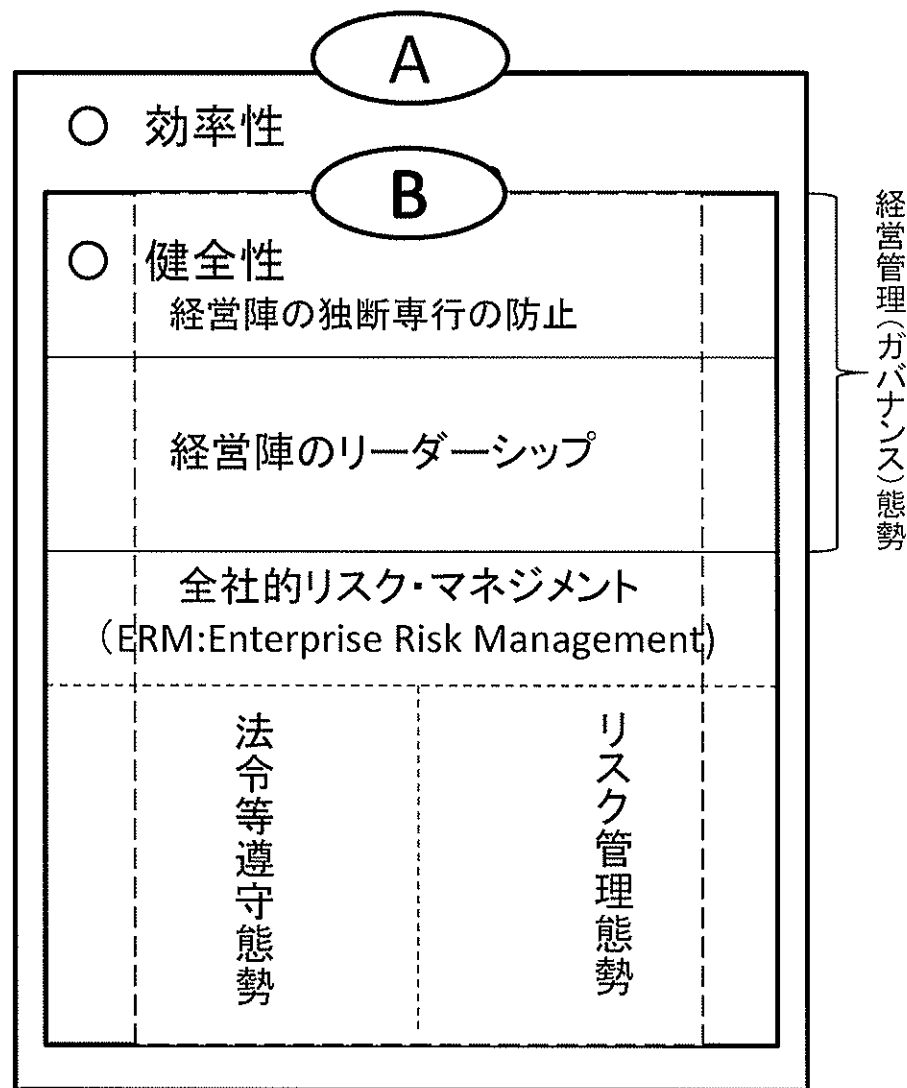 A
○ 効率性
B
○ 健全性
経営陣の独断専行の防止
経営陣のリーダーシップ
全社的リスク・マネジメント
（ERM:Enterprise Risk Management)
法令等遵守態勢
リスク管理態勢
経営管理（ガバナンス）態勢